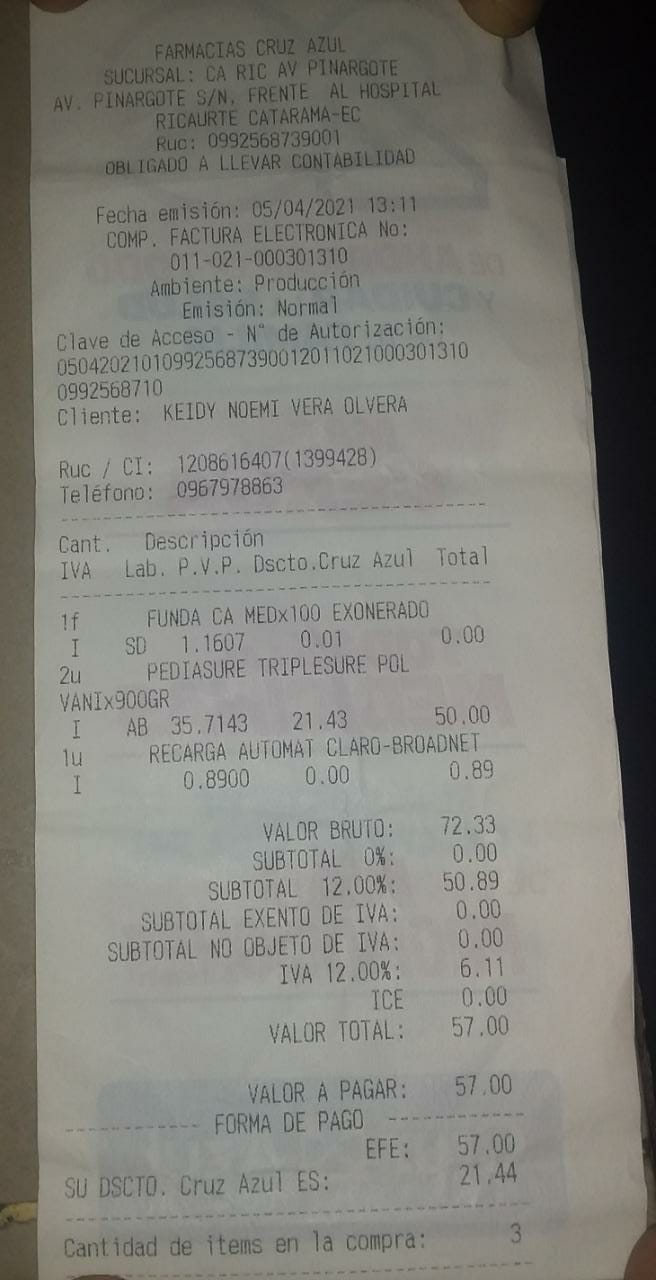 FARMACIAS CRUZ AZUL
SUCURSAL: CA RIC AV PINARGOTE
AV. PINARGOTE S/N, FRENTE AL HOSPITAL
RICAURTE CATARAMA-EC
Ruc: 0992568739001
OBLIGADO A LLEVAR CONTABILIDAD
Fecha emisión: 05/04/2021 13:11
COMP. FACTURA ELECTRONICA No:
011-021-000301310
Ambiente: Producción
Emisión: Normal
Clave de Acceso - N° de Autorización:
050420210109925687390012011021000301310
0992568710
Cliente: KEIDY NOEMI VERA OLVERA
Ruc / CI: 1208616407(1399428)
Teléfono: 0967978863
Cant. Descripción
IVA Lab. P.V.P. Dscto.Cruz Azul Total
1f FUNDA CA MEDx100 EXONERADO
I SD 1.1607 0.01 0.00
2u PEDIASURE TRIPLESURE POL
VANIx900GR
I AB 35.7143 21.43 50.00
1u RECARGA AUTOMAT CLARO-BROADNET
I 0.8900 0.00 0.89
VALOR BRUTO: 72.33
SUBTOTAL 0%: 0.00
SUBTOTAL 12.00%: 50.89
SUBTOTAL EXENTO DE IVA: 0.00
SUBTOTAL NO OBJETO DE IVA: 0.00
IVA 12.00%: 6.11
ICE 0.00
VALOR TOTAL: 57.00
VALOR A PAGAR: 57.00
----------- FORMA DE PAGO -----------
EFE: 57.00
SU DSCTO. Cruz Azul ES: 21.44
Cantidad de items en la compra: 3